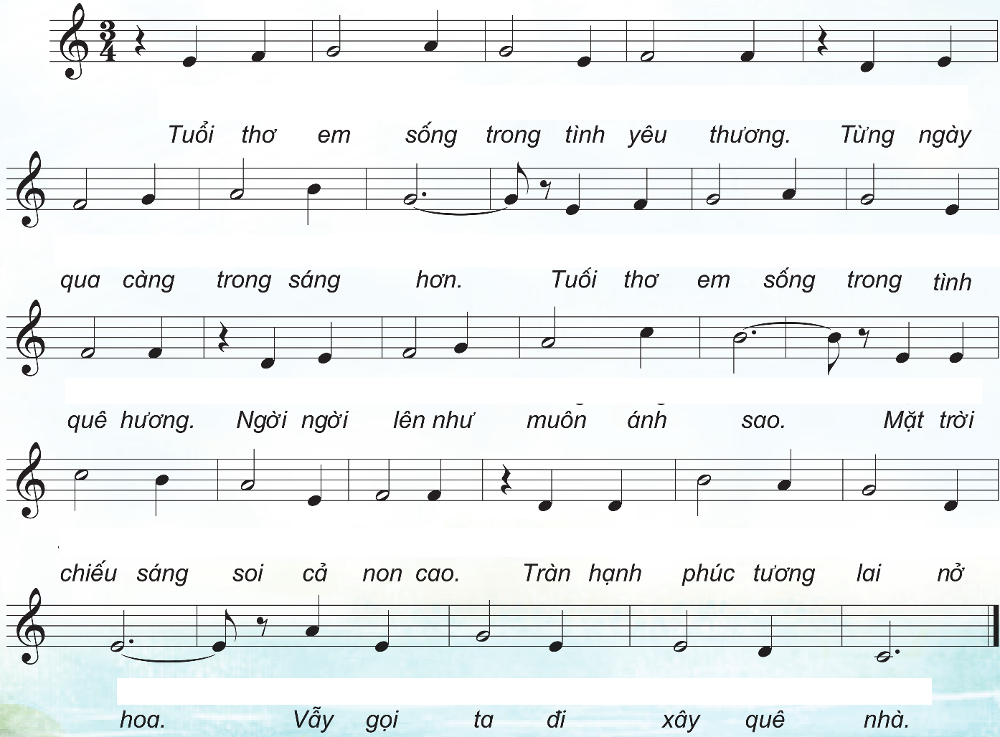 3
4
Tuổi thơ em sống trong tình yêu thương. Từng ngày
qua càng trong sáng hơn. Tuổi thơ em sống trong tình
quê hương. Ngời ngời lên như muôn ánh sao. Mặt trời
chiếu sáng soi cả non cao. Tràn hạnh phúc tương lai nở
hoa. Vẫy gọi ta đi xây quê nhà.